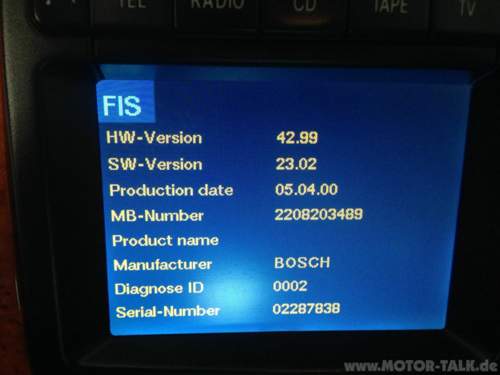 TEL RADIO CD TAPE TV
FIS
HW-Version 42.99
SW-Version 23.02
Production date 05.04.00
MB-Number 2208203489
Product name
Manufacturer BOSCH
Diagnose ID 0002
Serial-Number 02287838
www.MOTOR-TALK.de